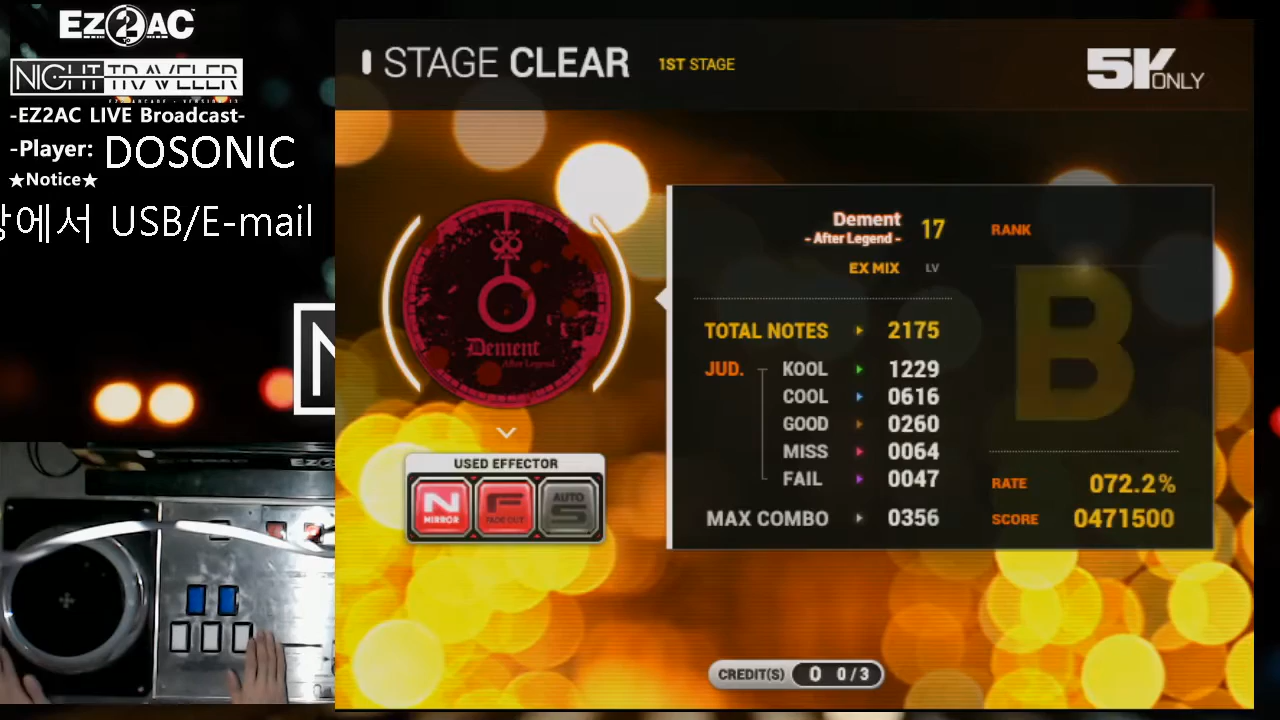 EZ2AC
NIGHT TRAVELER
-EZ2AC LIVE Broadcast-
-Player: DOSONIC
★Notice★
에서 USB/E-mail
STAGE CLEAR
1ST STAGE
5K ONLY
Dement
- After Legend -
17
EX MIX
LV
RANK
B
TOTAL NOTES 2175
JUD.
KOOL 1229
COOL 0616
GOOD 0260
MISS 0064
FAIL 0047
MAX COMBO 0356
RATE 072.2%
SCORE 0471500
Dement
After Legend
USED EFFECTOR
N
MIRROR
F
FADE OUT
AUTO
S
CREDIT(S) 0 0/3